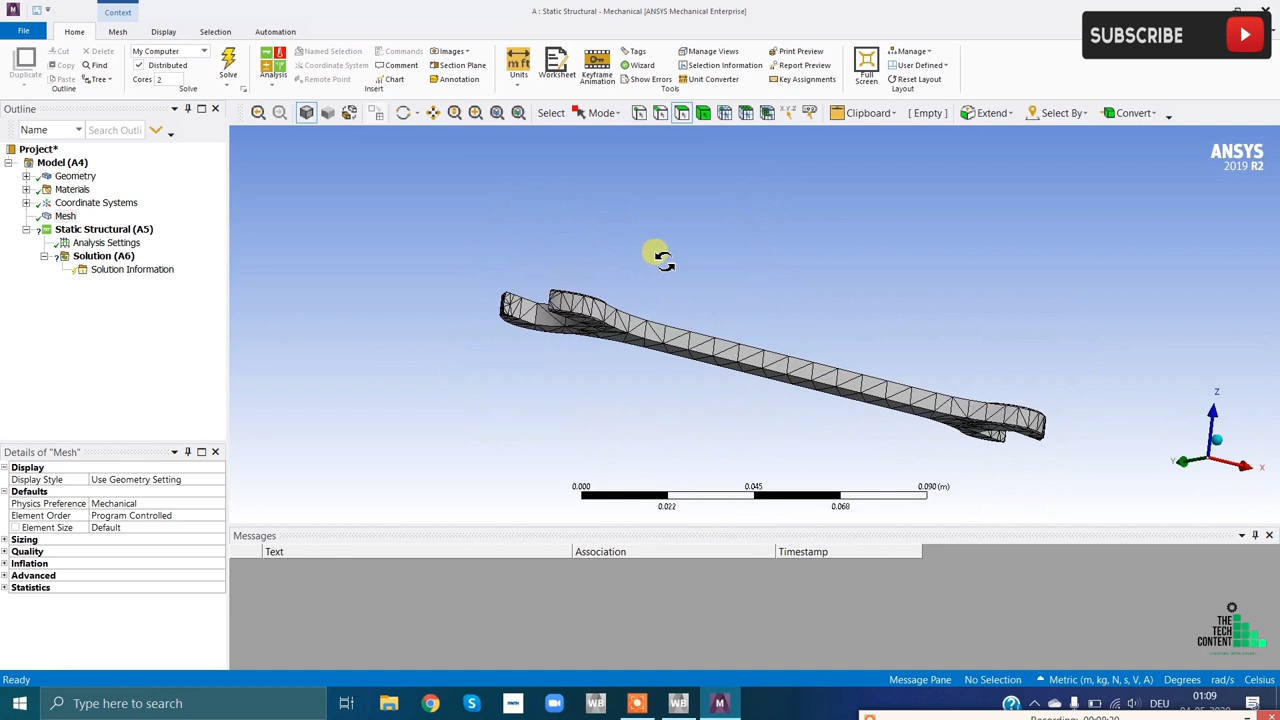 A : Static Structural - Mechanical [ANSYS Mechanical Enterprise]
Context
SUBSCRIBE
File
Home
Mesh
Display
Selection
Automation
Duplicate
Cut
Copy
Paste
Delete
Find
Tree
Outline
My Computer
Distributed
Cores 2
Solve
Solve
Analysis
Named Selection
Coordinate System
Remote Point
Commands
Comment
Chart
Images
Section Plane
Annotation
Insert
Units
Worksheet
Keyframe Animation
Tags
Wizard
Show Errors
Manage Views
Selection Information
Unit Converter
Print Preview
Report Preview
Key Assignments
Tools
Full Screen
Manage
User Defined
Reset Layout
Layout
Outline
Select
Mode
Clipboard
[ Empty ]
Extend
Select By
Convert
Name
Search Outli
Project*
Model (A4)
Geometry
Materials
Coordinate Systems
Mesh
Static Structural (A5)
Analysis Settings
Solution (A6)
Solution Information
ANSYS
2019 R2
Z
Y
X
0.000
0.045
0.090 (m)
0.022
0.068
Details of "Mesh"
Display
Display Style Use Geometry Setting
Defaults
Physics Preference Mechanical
Element Order Program Controlled
Element Size Default
Sizing
Quality
Inflation
Advanced
Statistics
Messages
Text Association Timestamp
THE
TECH
CONTENT
Ready
Message Pane
No Selection
Metric (m, kg, N, s, V, A)
Degrees
rad/s
Celsius
Type here to search
DEU
01:09